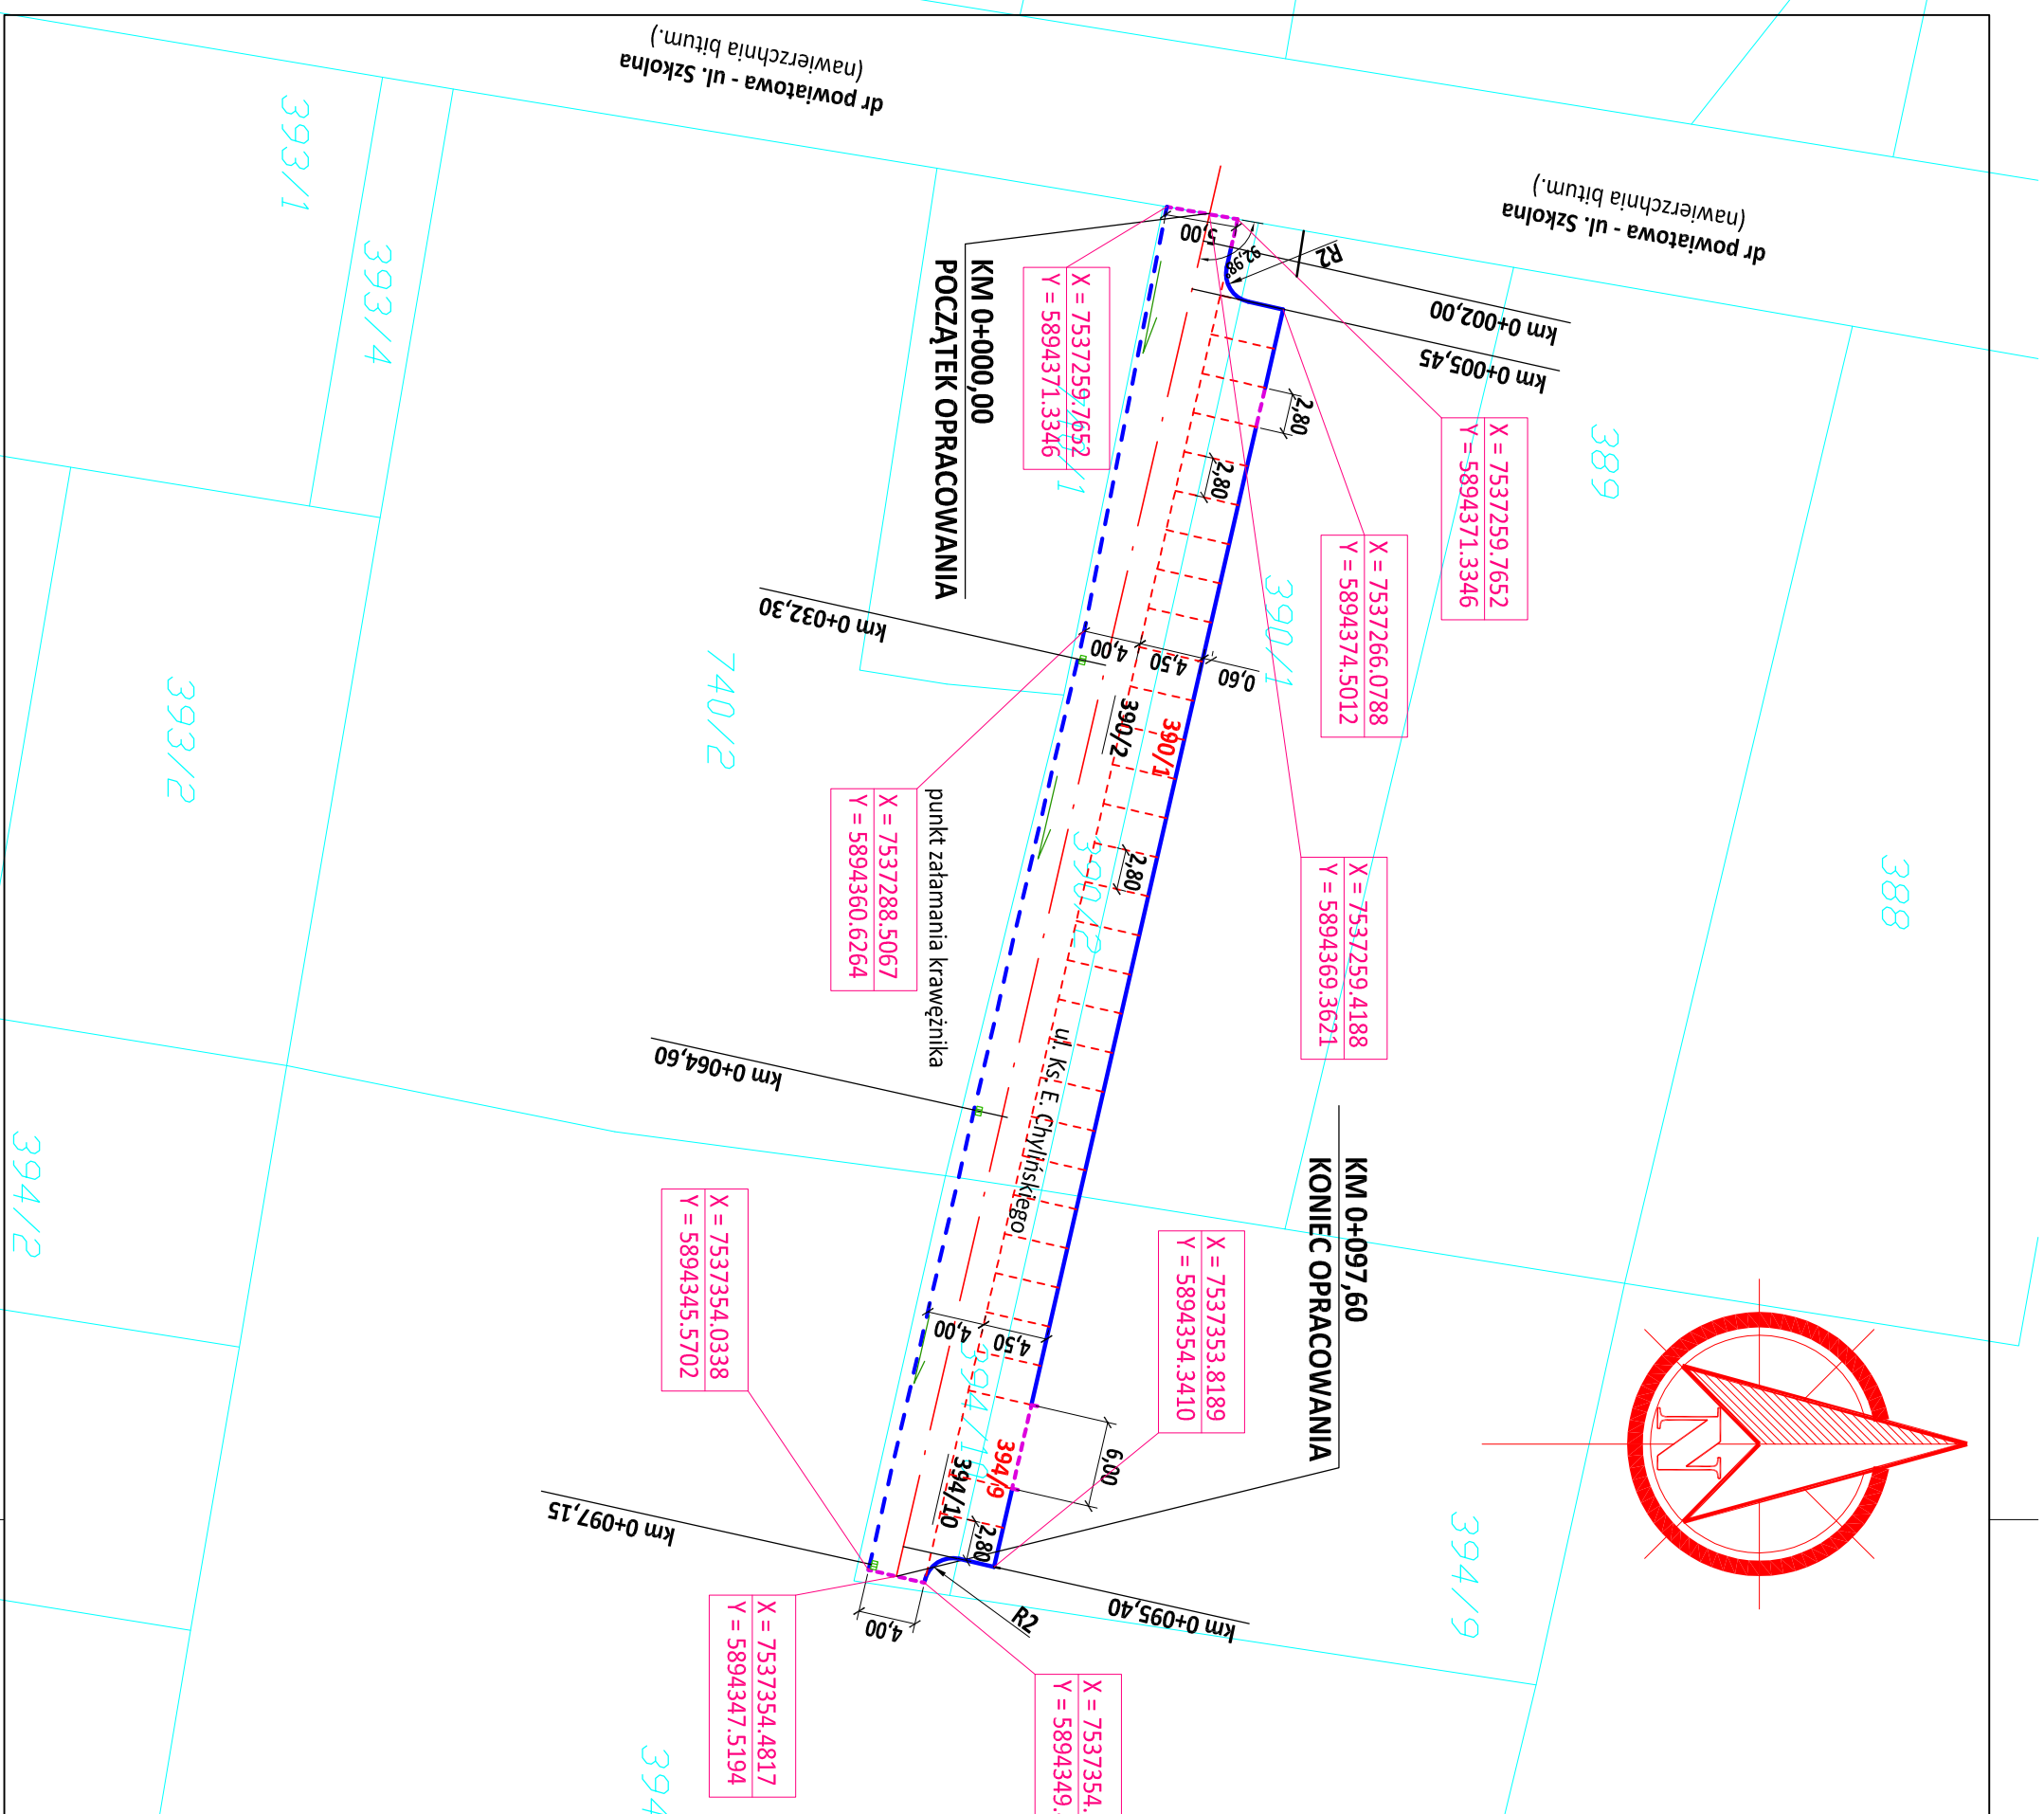 dr powiatowa - ul. Szkolna
(nawierzchnia bitum.)
dr powiatowa - ul. Szkolna
(nawierzchnia bitum.)
393/1
393/4
393/2
394/2
740/2
389
388
390/1
390/2
394/9
KM 0+000,00
POCZĄTEK OPRACOWANIA
X = 7537259.7652
Y = 5894371.3346
5,00
92,98°
R2
km 0+002,00
km 0+005,45
2,80
2,80
X = 7537259.7652
Y = 5894371.3346
X = 7537266.0788
Y = 5894374.5012
X = 7537259.4188
Y = 5894369.3621
km 0+032,30
4,00
4,50
0,60
390/2
390/1
2,80
punkt załamania krawężnika
X = 7537288.5067
Y = 5894360.6264
ul. Ks. E. Chylińskiego
km 0+064,60
KM 0+097,60
KONIEC OPRACOWANIA
X = 7537353.8189
Y = 5894354.3410
X = 7537354.0338
Y = 5894345.5702
4,00
4,50
6,00
394/9
394/10
2,80
km 0+097,15
km 0+095,40
4,00
R2
X = 7537354.4817
Y = 5894347.5194
X = 7537354.
Y = 5894349.
394
N